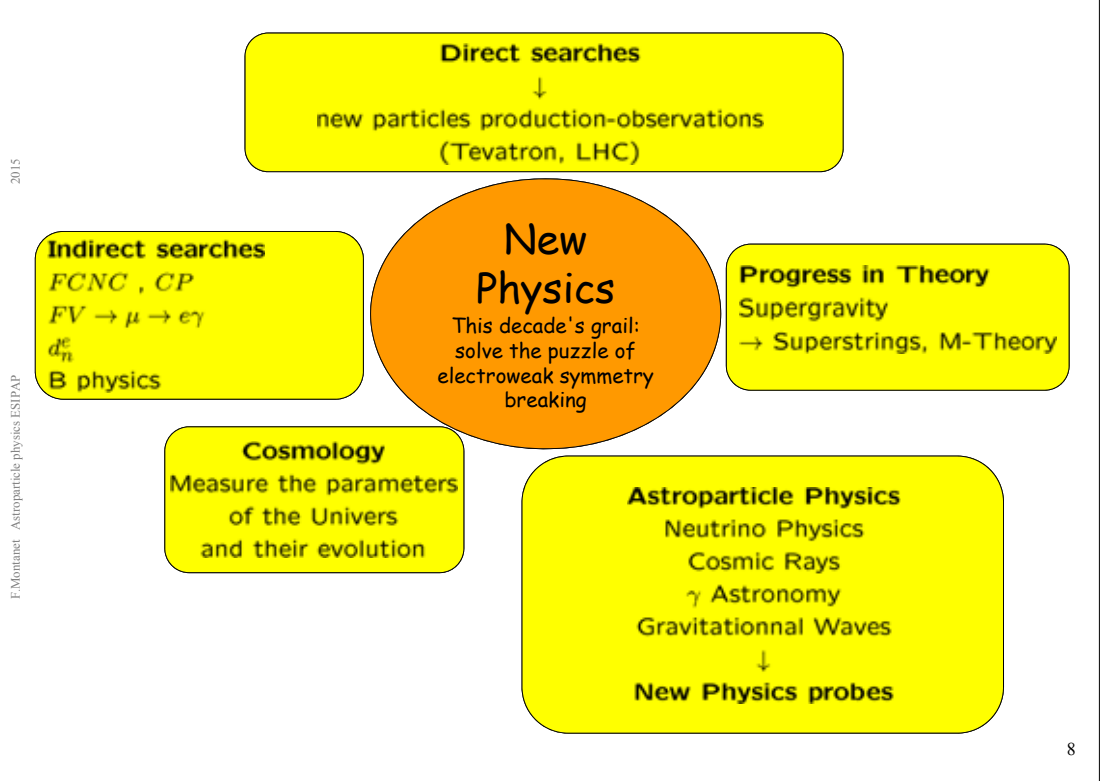 Direct searches
↓
new particles production-observations
(Tevatron, LHC)
New
Physics
This decade's grail:
solve the puzzle of
electroweak symmetry
breaking
Indirect searches
FCNC , CP
FV → μ → eγ
d_n^e
B physics
Progress in Theory
Supergravity
→ Superstrings, M-Theory
Cosmology
Measure the parameters
of the Univers
and their evolution
Astroparticle Physics
Neutrino Physics
Cosmic Rays
γ Astronomy
Gravitationnal Waves
↓
New Physics probes
F.Montanet Astroparticle physics ESIPAP
2015
8